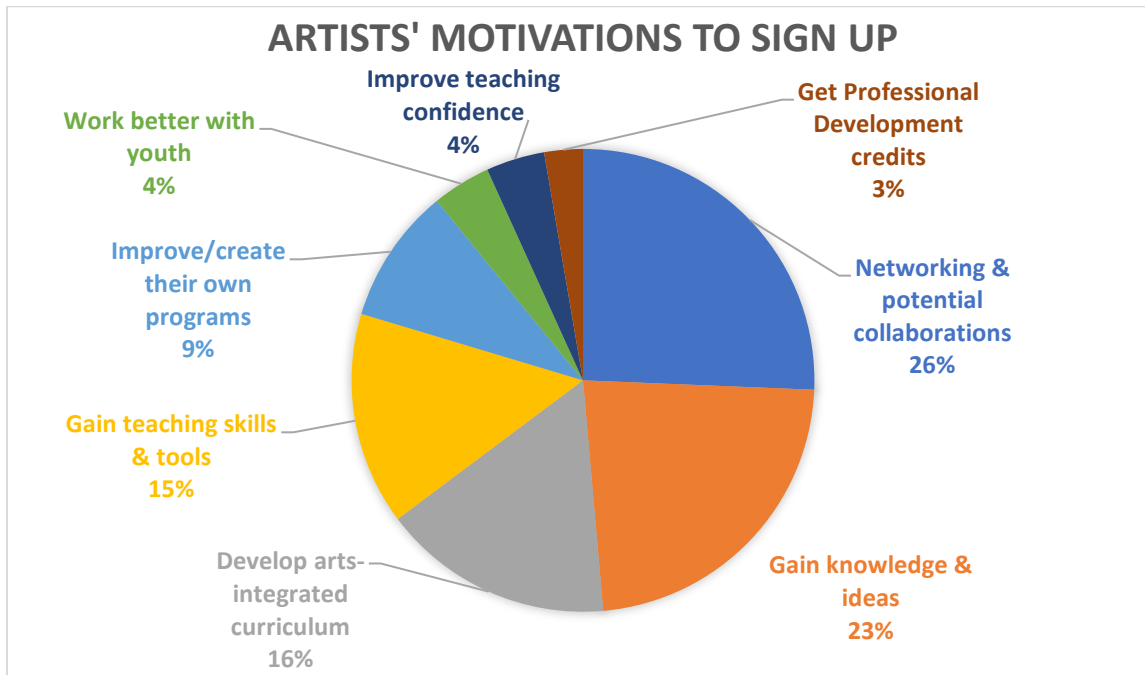 ARTISTS' MOTIVATIONS TO SIGN UP
Improve teaching
confidence
4%
Get Professional
Development
credits
3%
Work better with
youth
4%
Improve/create
their own
programs
9%
Networking &
potential
collaborations
26%
Gain teaching skills
& tools
15%
Develop arts-
integrated
curriculum
16%
Gain knowledge &
ideas
23%